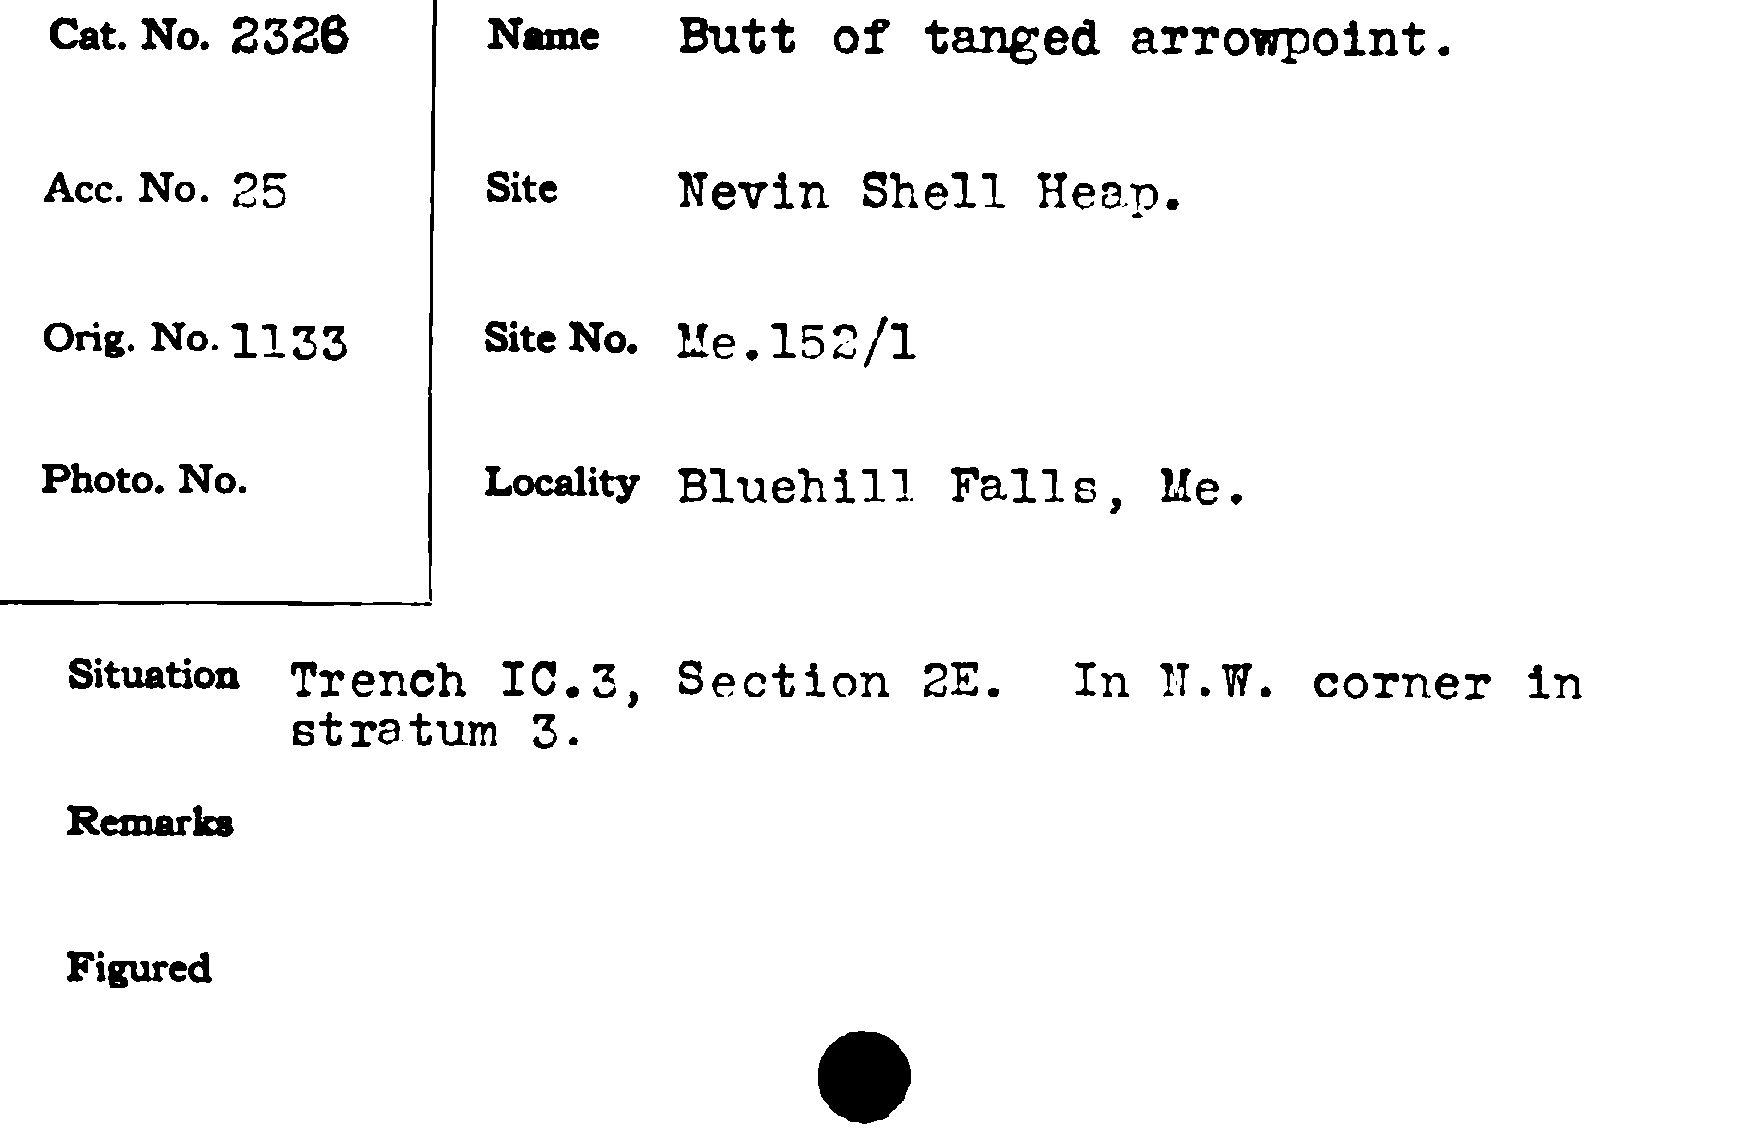 Cat. No. 2326
Name Butt of tanged arrowpoint.
Acc. No. 25
Site Nevin Shell Heap.
Orig. No. 1133
Site No. Me.152/1
Photo. No.
Locality Bluehill Falls, Me.
Situation Trench IC.3, Section 2E. In N.W. corner in
stratum 3.
Remarks
Figured